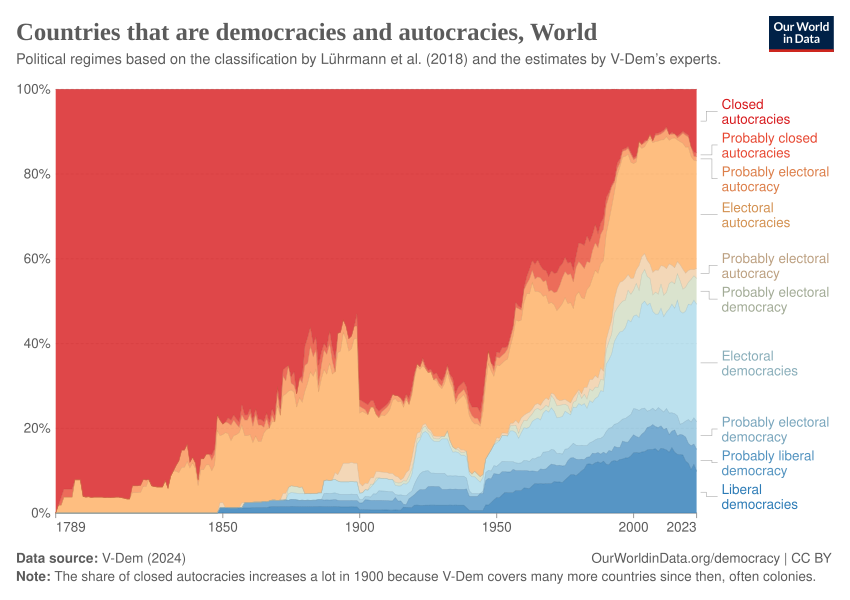 Countries that are democracies and autocracies, World
Our World
in Data
Political regimes based on the classification by Lührmann et al. (2018) and the estimates by V-Dem's experts.
100%
80%
60%
40%
20%
0%
Closed
autocracies
Probably closed
autocracies
Probably electoral
autocracy
Electoral
autocracies
Probably electoral
autocracy
Probably electoral
democracy
Electoral
democracies
Probably electoral
democracy
Probably liberal
democracy
Liberal
democracies
1789
1850
1900
1950
2000
2023
Data source: V-Dem (2024)
OurWorldinData.org/democracy | CC BY
Note: The share of closed autocracies increases a lot in 1900 because V-Dem covers many more countries since then, often colonies.